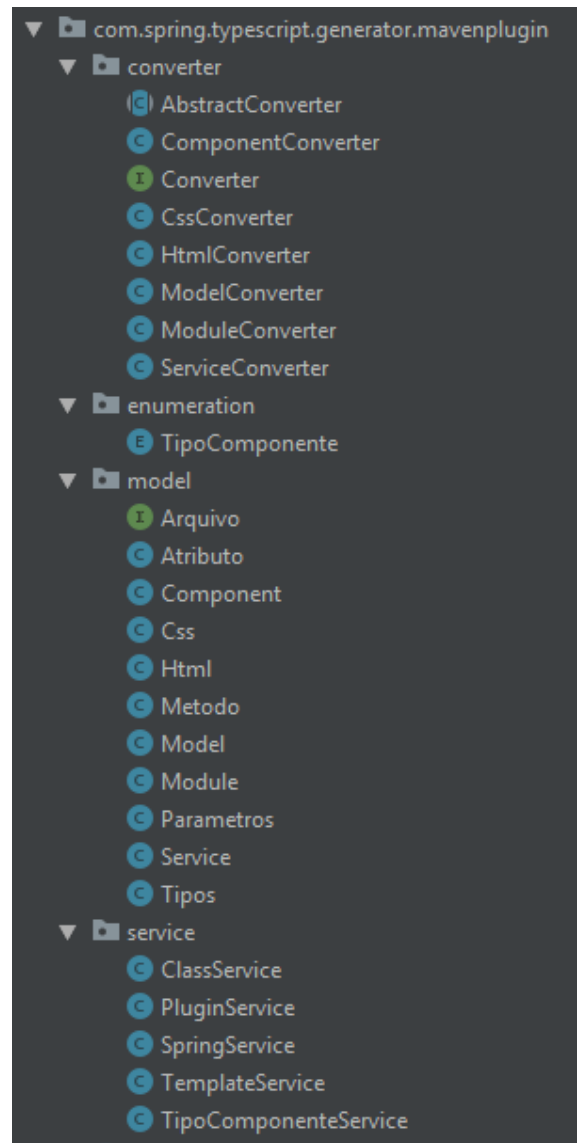 com.spring.typescript.generator.mavenplugin
converter
C AbstractConverter
C ComponentConverter
I Converter
C CssConverter
C HtmlConverter
C ModelConverter
C ModuleConverter
C ServiceConverter
enumeration
E TipoComponente
model
I Arquivo
C Atributo
C Component
C Css
C Html
C Metodo
C Model
C Module
C Parametros
C Service
C Tipos
service
C ClassService
C PluginService
C SpringService
C TemplateService
C TipoComponenteService